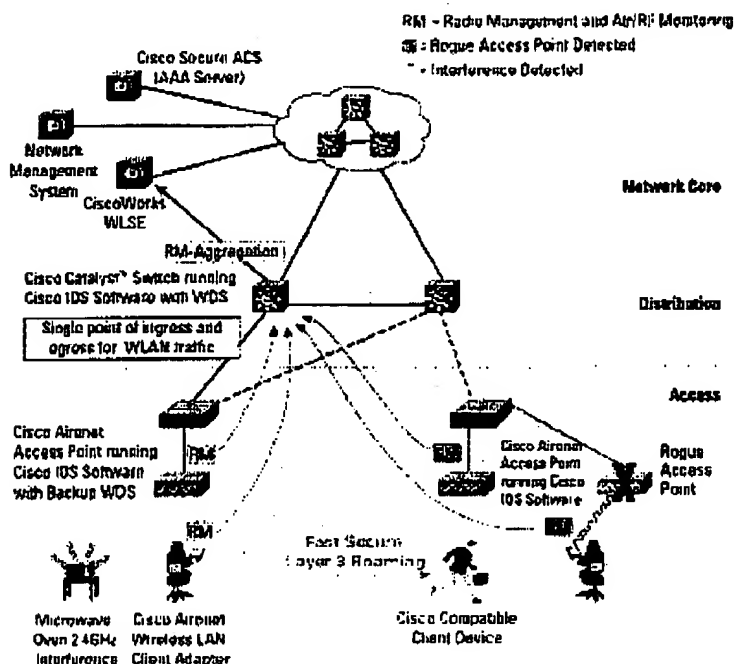 RM - Radio Management and Air/RF Monitoring
- Rogue Access Point Detected
- Interference Detected
Cisco Secure ACS
(AAA Server)
Network
Management
System
CiscoWorks
WLSE
Network Core
RM-Aggregation
Cisco Catalyst™ Switch running
Cisco IOS Software with WDS
Distribution
Single point of ingress and
egress for WLAN traffic
Access
Cisco Aironet
Access Point running
Cisco IOS Software
with Backup WDS
RM
Cisco Aironet
Access Point
running Cisco
IOS Software
Rogue
Access
Point
RM
Fast Secure
Layer 3 Roaming
Microwave
Oven 2.4GHz
Interference
Cisco Aironet
Wireless LAN
Client Adapter
Cisco Compatible
Client Device